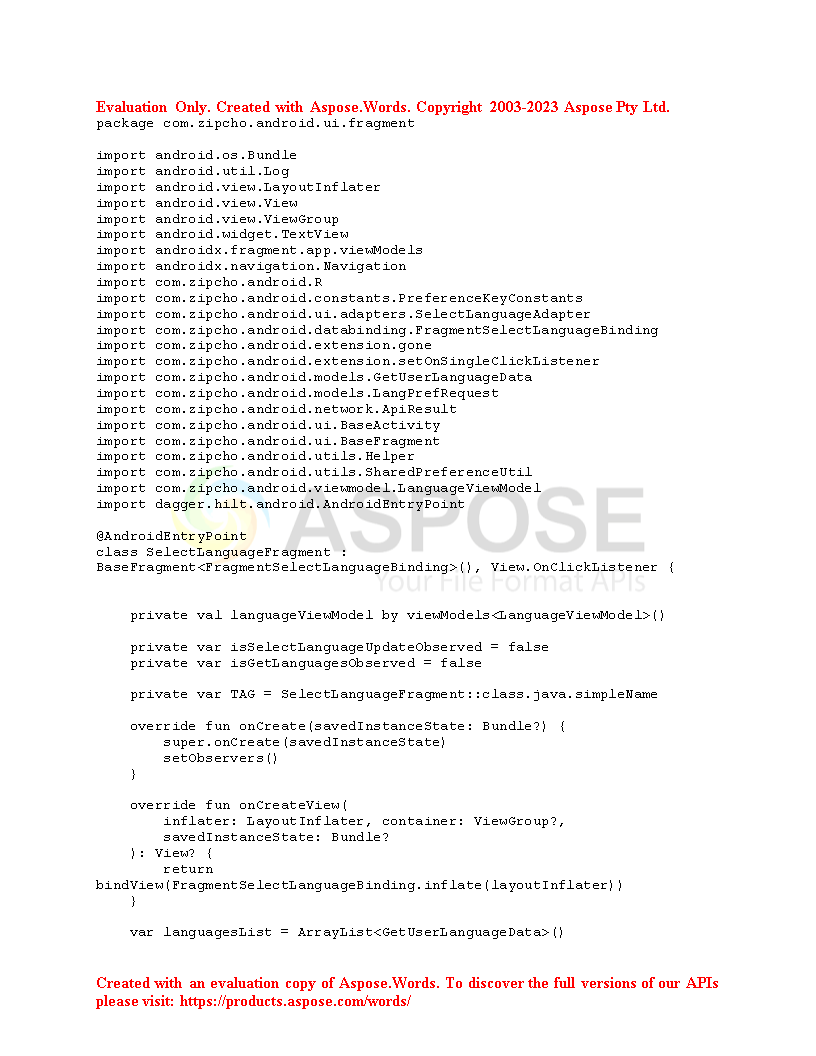 Evaluation Only. Created with Aspose.Words. Copyright 2003-2023 Aspose Pty Ltd.
package com.zipcho.android.ui.fragment
import android.os.Bundle
import android.util.Log
import android.view.LayoutInflater
import android.view.View
import android.view.ViewGroup
import android.widget.TextView
import androidx.fragment.app.viewModels
import androidx.navigation.Navigation
import com.zipcho.android.R
import com.zipcho.android.constants.PreferenceKeyConstants
import com.zipcho.android.ui.adapters.SelectLanguageAdapter
import com.zipcho.android.databinding.FragmentSelectLanguageBinding
import com.zipcho.android.extension.gone
import com.zipcho.android.extension.setOnSingleClickListener
import com.zipcho.android.models.GetUserLanguageData
import com.zipcho.android.models.LangPrefRequest
import com.zipcho.android.network.ApiResult
import com.zipcho.android.ui.BaseActivity
import com.zipcho.android.ui.BaseFragment
import com.zipcho.android.utils.Helper
import com.zipcho.android.utils.SharedPreferenceUtil
import com.zipcho.android.viewmodel.LanguageViewModel
import dagger.hilt.android.AndroidEntryPoint
ASPOSE
@AndroidEntryPoint
class SelectLanguageFragment :
BaseFragment<FragmentSelectLanguageBinding>(), View.OnClickListener {
Your File Format APIs
    private val languageViewModel by viewModels<LanguageViewModel>()
    private var isSelectLanguageUpdateObserved = false
    private var isGetLanguagesObserved = false
    private var TAG = SelectLanguageFragment::class.java.simpleName
    override fun onCreate(savedInstanceState: Bundle?) {
        super.onCreate(savedInstanceState)
        setObservers()
    }
    override fun onCreateView(
        inflater: LayoutInflater, container: ViewGroup?,
        savedInstanceState: Bundle?
    ): View? {
        return
bindView(FragmentSelectLanguageBinding.inflate(layoutInflater))
    }
    var languagesList = ArrayList<GetUserLanguageData>()
Created with an evaluation copy of Aspose.Words. To discover the full versions of our APIs
please visit: https://products.aspose.com/words/